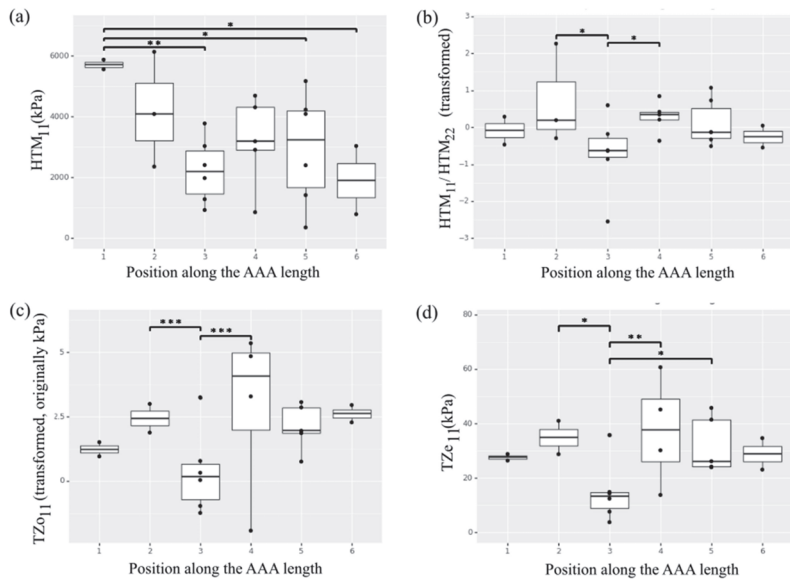 (a)
*
*
**
6000
4000
2000
0
HTM11(kPa)
1 2 3 4 5 6
Position along the AAA length
(b)
*
*
3
2
1
0
−1
−2
−3
HTM11/ HTM22 (transformed)
1 2 3 4 5 6
Position along the AAA length
(c)
***
***
5
2.5
0
TZo11 (transformed, originally kPa)
1 2 3 4 5 6
Position along the AAA length
(d)
*
**
*
80
60
40
20
0
TZe11(kPa)
1 2 3 4 5 6
Position along the AAA length